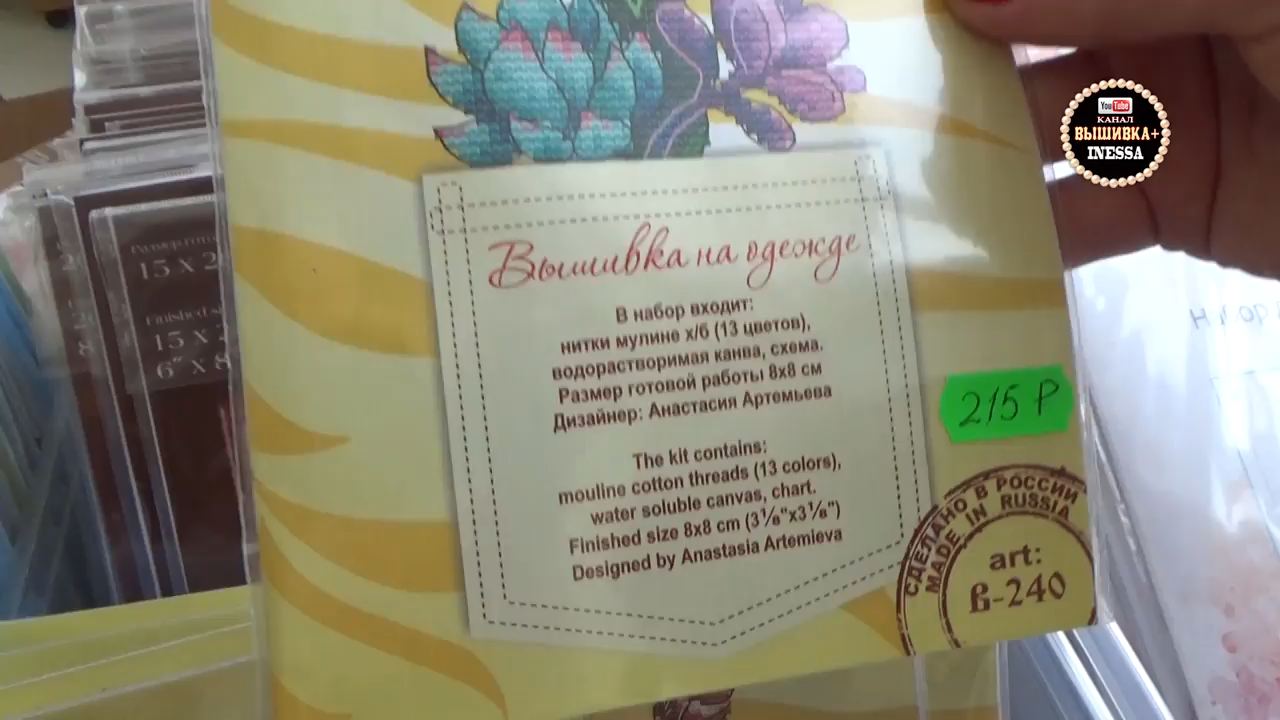 You Tube
КАНАЛ
ВЫШИВКА+
INESSA
Вышивка на одежде
В набор входит:
нитки мулине х/б (13 цветов),
водорастворимая канва, схема.
Размер готовой работы 8х8 см
Дизайнер: Анастасия Артемьева
The kit contains:
mouline cotton threads (13 colors),
water soluble canvas, chart.
Finished size 8x8 cm (3⅛"x3⅛")
Designed by Anastasia Artemieva
215 Р
СДЕЛАНО В РОССИИ
MADE IN RUSSIA
art:
В-240
15 X 2
Finished
15 X
6" X 8